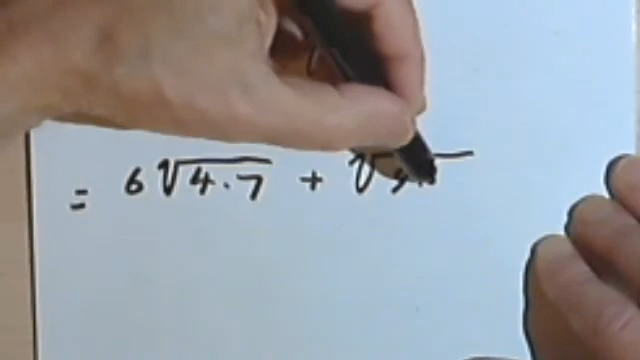 = 6√4.7 + √